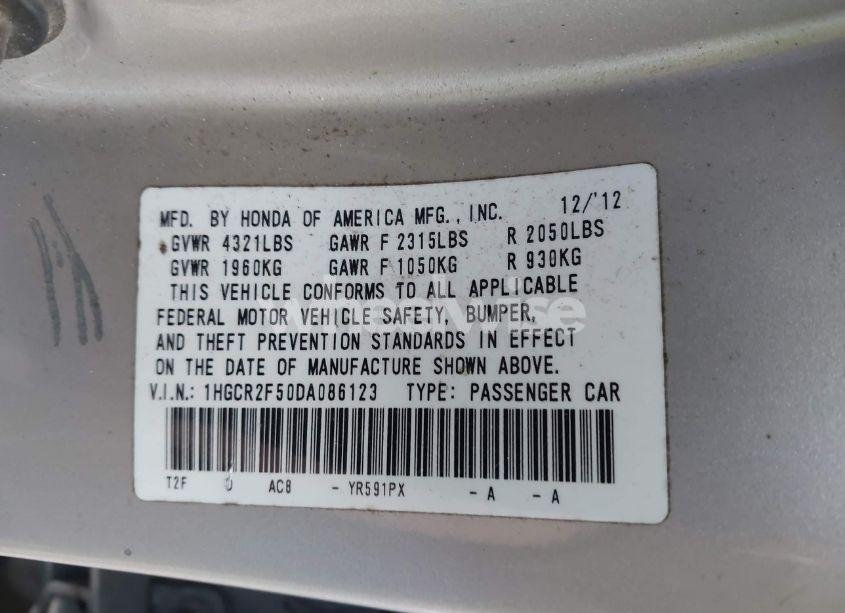 MFD. BY HONDA OF AMERICA MFG., INC. 12/'12
GVWR 4321LBS GAWR F 2315LBS R 2050LBS
GVWR 1960KG GAWR F 1050KG R 930KG
THIS VEHICLE CONFORMS TO ALL APPLICABLE
FEDERAL MOTOR VEHICLE SAFETY, BUMPER,
AND THEFT PREVENTION STANDARDS IN EFFECT
ON THE DATE OF MANUFACTURE SHOWN ABOVE.
V.I.N.: 1HGCR2F50DA086123 TYPE: PASSENGER CAR
T2F AC8 - YR591PX - A - A